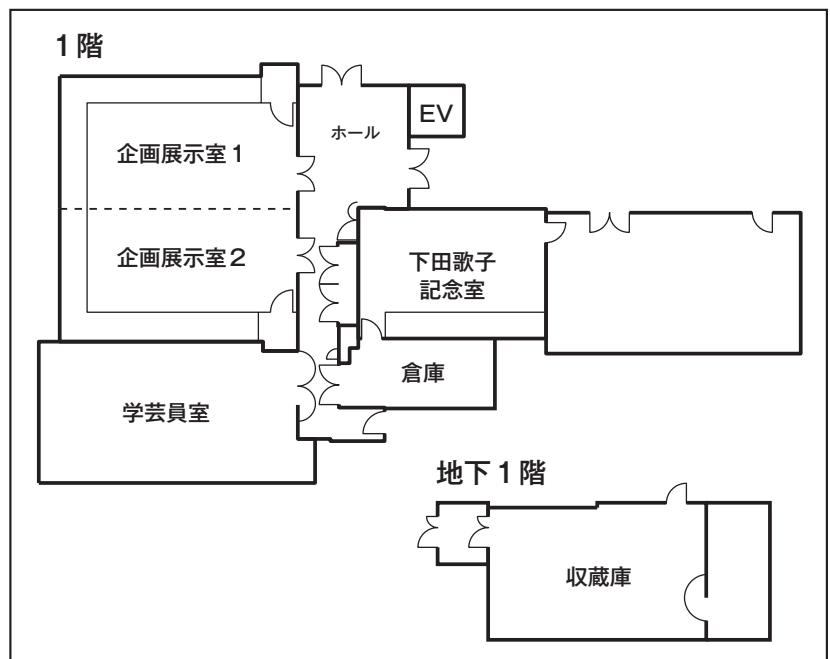 1階
EV
ホール
企画展示室1
企画展示室2
下田歌子
記念室
倉庫
学芸員室
地下1階
収蔵庫